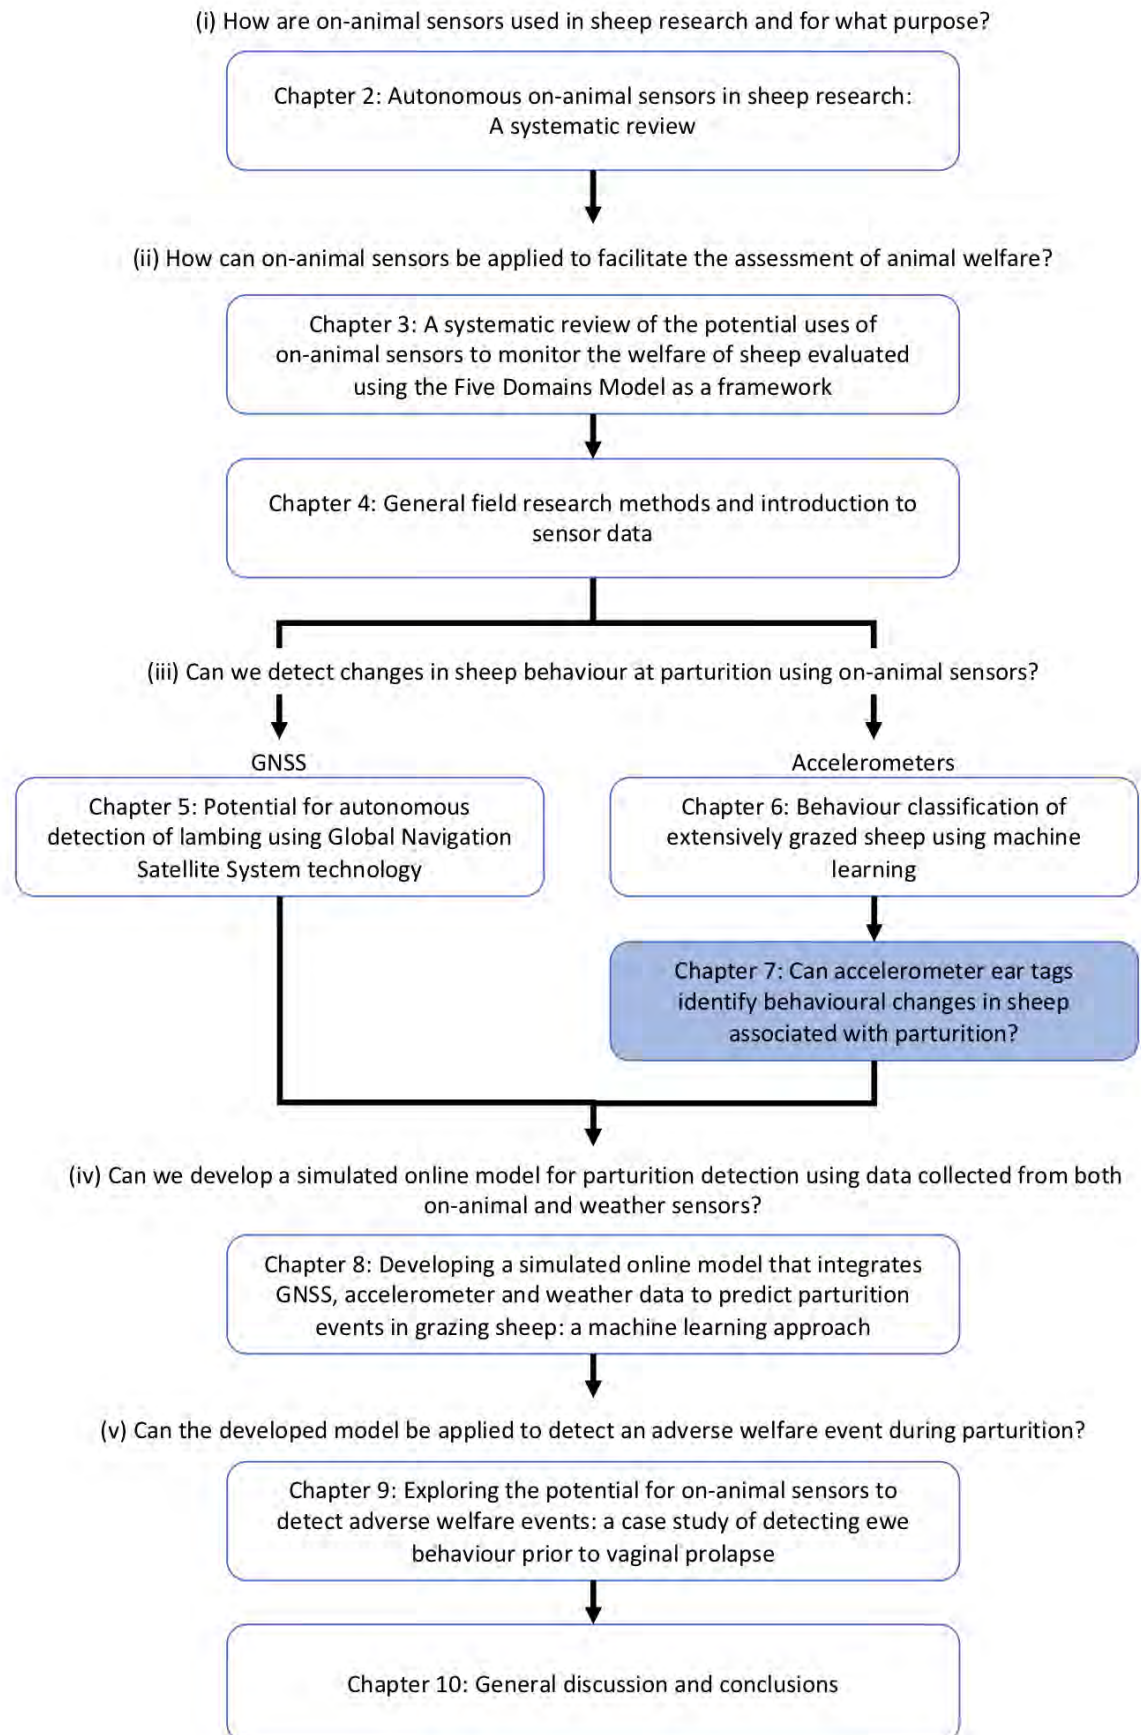 (i) How are on-animal sensors used in sheep research and for what purpose?
Chapter 2: Autonomous on-animal sensors in sheep research:
A systematic review
(ii) How can on-animal sensors be applied to facilitate the assessment of animal welfare?
Chapter 3: A systematic review of the potential uses of
on-animal sensors to monitor the welfare of sheep evaluated
using the Five Domains Model as a framework
Chapter 4: General field research methods and introduction to
sensor data
(iii) Can we detect changes in sheep behaviour at parturition using on-animal sensors?
GNSS
Chapter 5: Potential for autonomous
detection of lambing using Global Navigation
Satellite System technology
Accelerometers
Chapter 6: Behaviour classification of
extensively grazed sheep using machine
learning
Chapter 7: Can accelerometer ear tags
identify behavioural changes in sheep
associated with parturition?
(iv) Can we develop a simulated online model for parturition detection using data collected from both
on-animal and weather sensors?
Chapter 8: Developing a simulated online model that integrates
GNSS, accelerometer and weather data to predict parturition
events in grazing sheep: a machine learning approach
(v) Can the developed model be applied to detect an adverse welfare event during parturition?
Chapter 9: Exploring the potential for on-animal sensors to
detect adverse welfare events: a case study of detecting ewe
behaviour prior to vaginal prolapse
Chapter 10: General discussion and conclusions